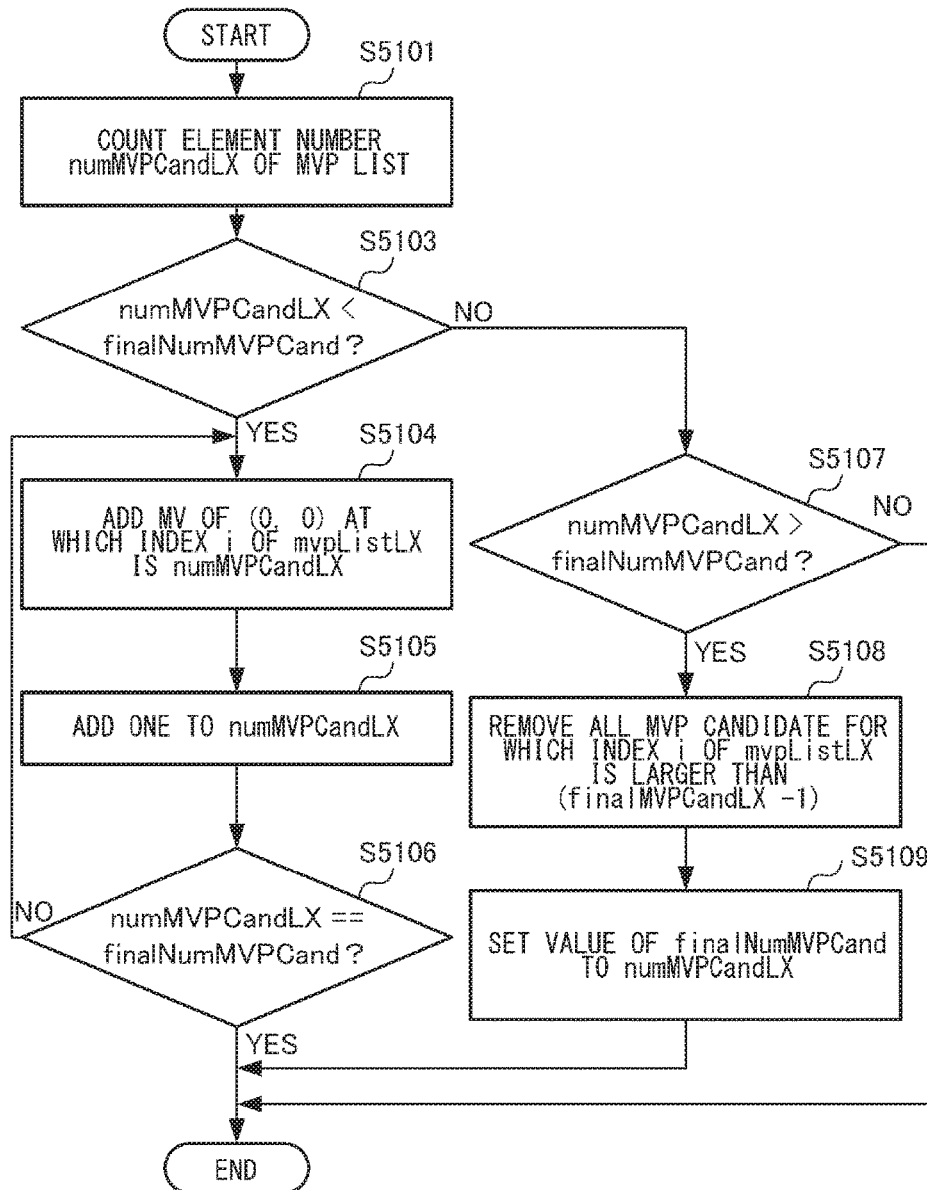 START
S5101
COUNT ELEMENT NUMBER
numMVPCandLX OF MVP LIST
S5103
numMVPCandLX <
finalNumMVPCand?
NO
YES
S5104
ADD MV OF (0, 0) AT
WHICH INDEX i OF mvpListLX
IS numMVPCandLX
S5105
ADD ONE TO numMVPCandLX
S5106
NO
numMVPCandLX ==
finalNumMVPCand?
YES
S5107
NO
numMVPCandLX >
finalNumMVPCand?
YES
S5108
REMOVE ALL MVP CANDIDATE FOR
WHICH INDEX i OF mvpListLX
IS LARGER THAN
(finalMVPCandLX -1)
S5109
SET VALUE OF finalNumMVPCand
TO numMVPCandLX
END